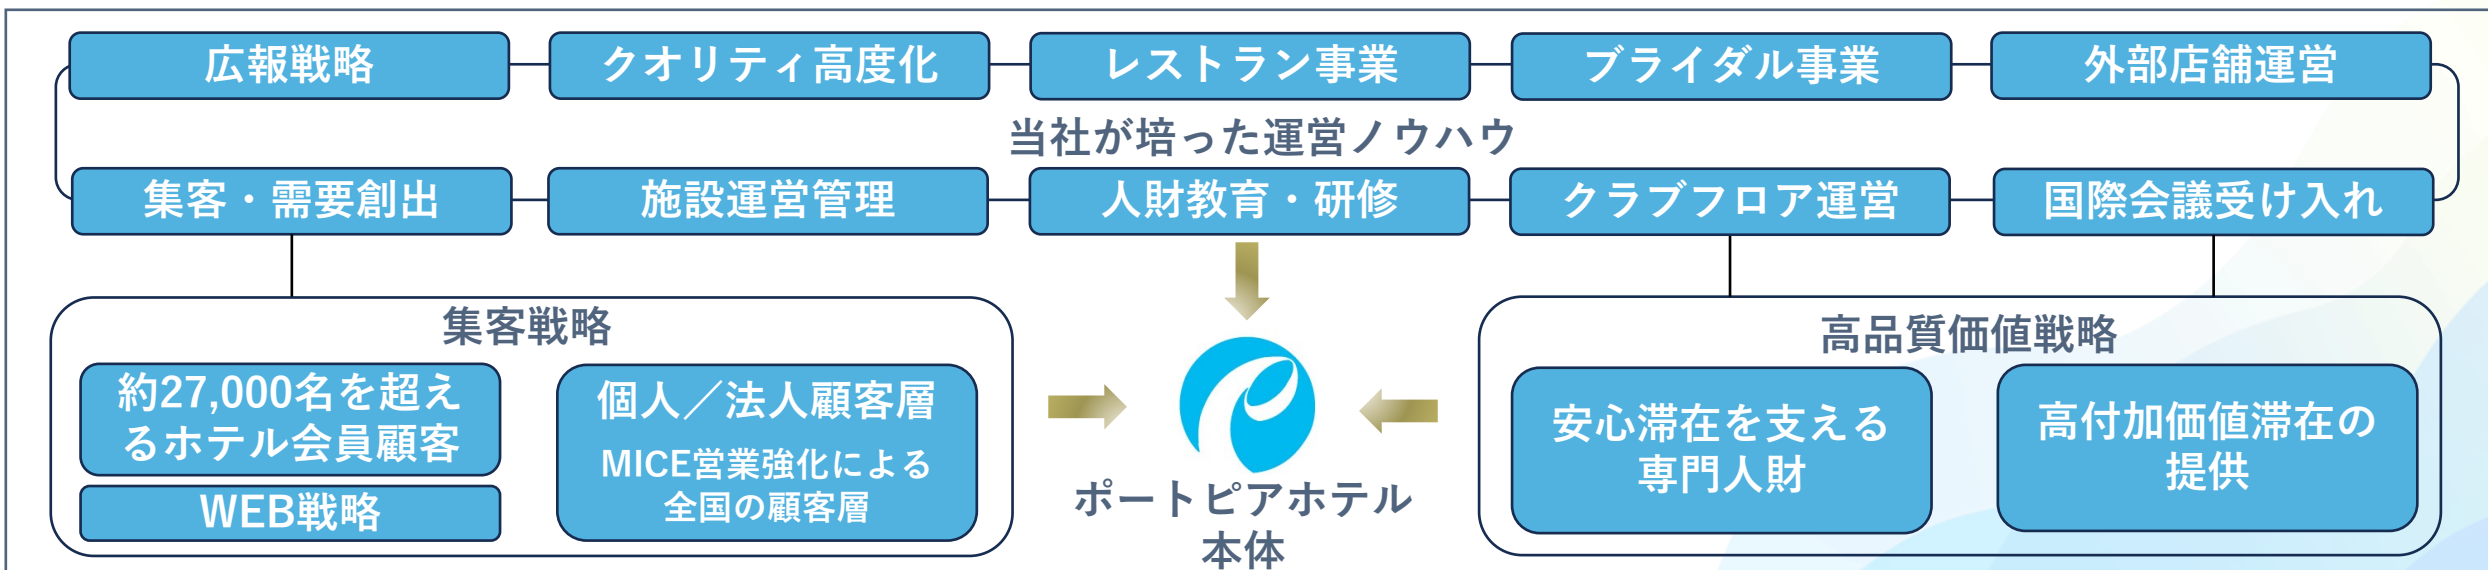 広報戦略
クオリティ高度化
レストラン事業
ブライダル事業
外部店舗運営
当社が培った運営ノウハウ
集客・需要創出
施設運営管理
人財教育・研修
クラブフロア運営
国際会議受け入れ
集客戦略
約27,000名を超え
るホテル会員顧客
WEB戦略
個人／法人顧客層
MICE営業強化による
全国の顧客層
ポートピアホテル
本体
高品質価値戦略
安心滞在を支える
専門人財
高付加価値滞在の
提供